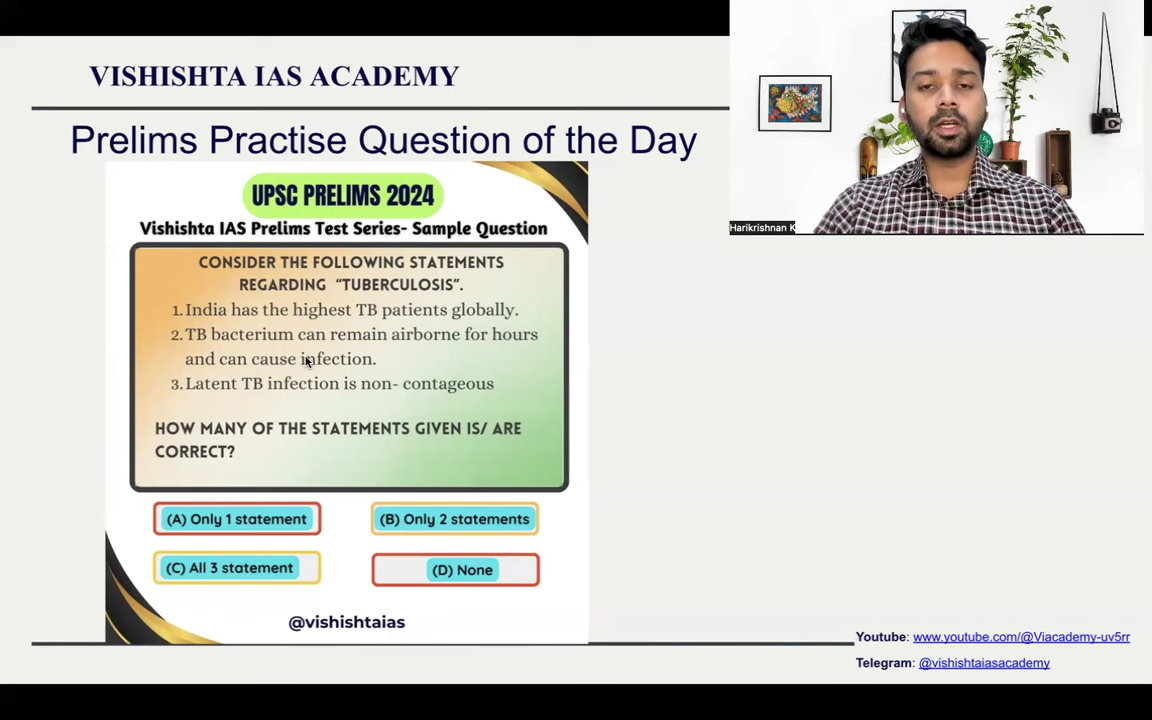 VISHISHTA IAS ACADEMY
Prelims Practise Question of the Day
UPSC PRELIMS 2024
Vishishta IAS Prelims Test Series- Sample Question
CONSIDER THE FOLLOWING STATEMENTS
REGARDING “TUBERCULOSIS”.
1. India has the highest TB patients globally.
2. TB bacterium can remain airborne for hours
and can cause infection.
3. Latent TB infection is non- contageous
HOW MANY OF THE STATEMENTS GIVEN IS/ ARE
CORRECT?
(A) Only 1 statement
(B) Only 2 statements
(C) All 3 statement
(D) None
@vishishtaias
Harikrishnan K
Youtube: www.youtube.com/@Viacademy-uv5rr
Telegram: @vishishtaiasacademy